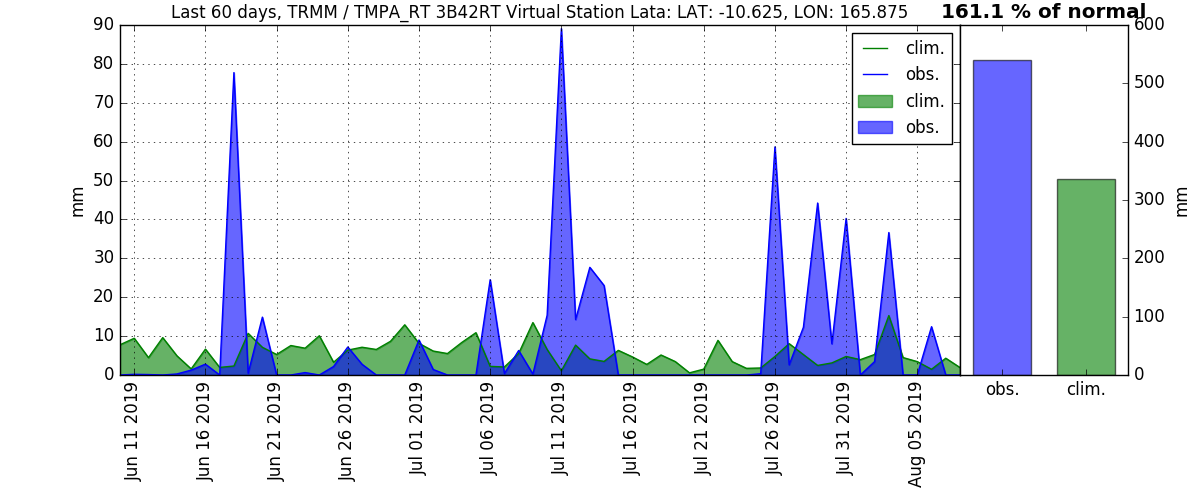 Last 60 days, TRMM / TMPA_RT 3B42RT Virtual Station Lata: LAT: -10.625, LON: 165.875
161.1 % of normal
90
80
70
60
50
40
30
20
10
0
mm
clim.
obs.
clim.
obs.
600
500
400
300
200
100
0
mm
obs.
clim.
Jun 11 2019
Jun 16 2019
Jun 21 2019
Jun 26 2019
Jul 01 2019
Jul 06 2019
Jul 11 2019
Jul 16 2019
Jul 21 2019
Jul 26 2019
Jul 31 2019
Aug 05 2019